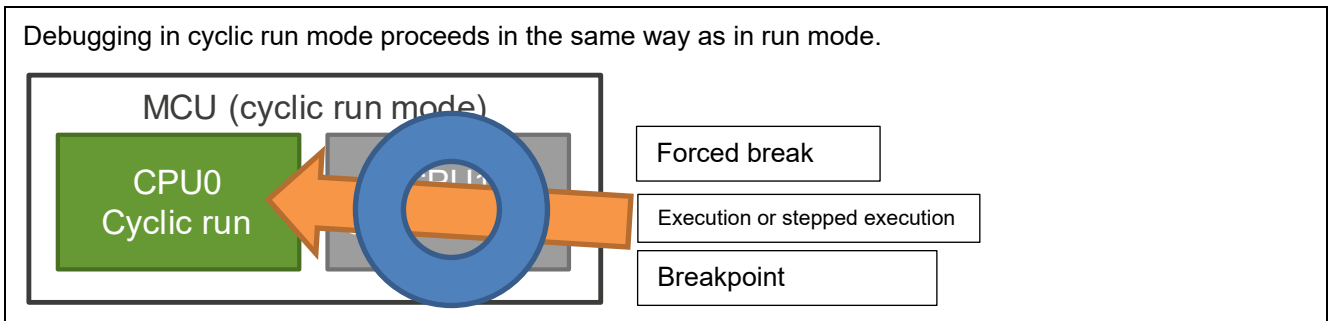 Debugging in cyclic run mode proceeds in the same way as in run mode.
MCU (cyclic run mode)
CPU0
Cyclic run
Forced break
Execution or stepped execution
Breakpoint